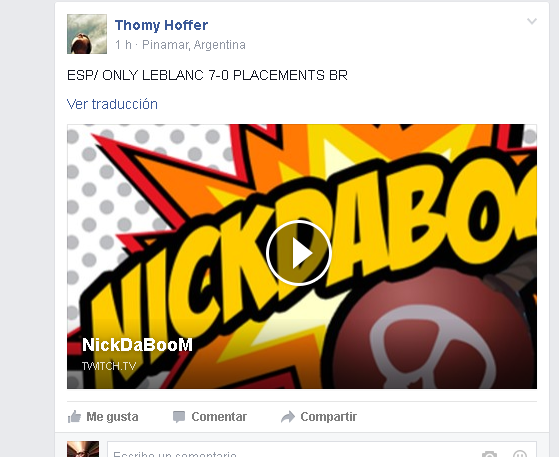 Thomy Hoffer
1 h · Pinamar, Argentina
ESP/ ONLY LEBLANC 7-0 PLACEMENTS BR
Ver traducción
NICKDABOO
NickDaBooM
TWITCH.TV
Me gusta
Comentar
Compartir
Escribe un comentario